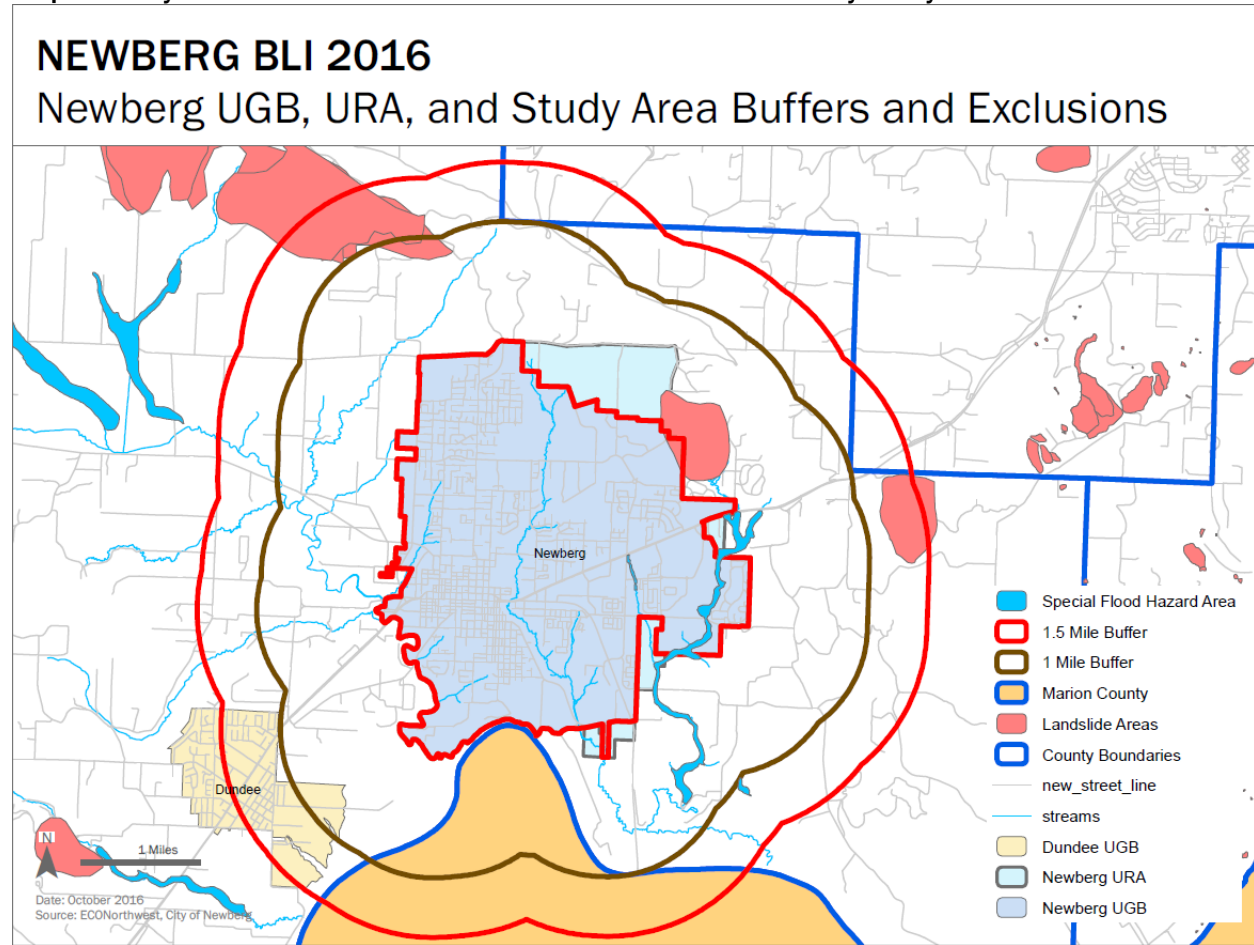 NEWBERG BLI 2016
Newberg UGB, URA, and Study Area Buffers and Exclusions
Newberg
Special Flood Hazard Area
1.5 Mile Buffer
1 Mile Buffer
Marion County
Landslide Areas
County Boundaries
new_street_line
streams
Dundee UGB
Newberg URA
Newberg UGB
Dundee
N
1 Miles
Date: October 2016
Source: ECONorthwest, City of Newberg